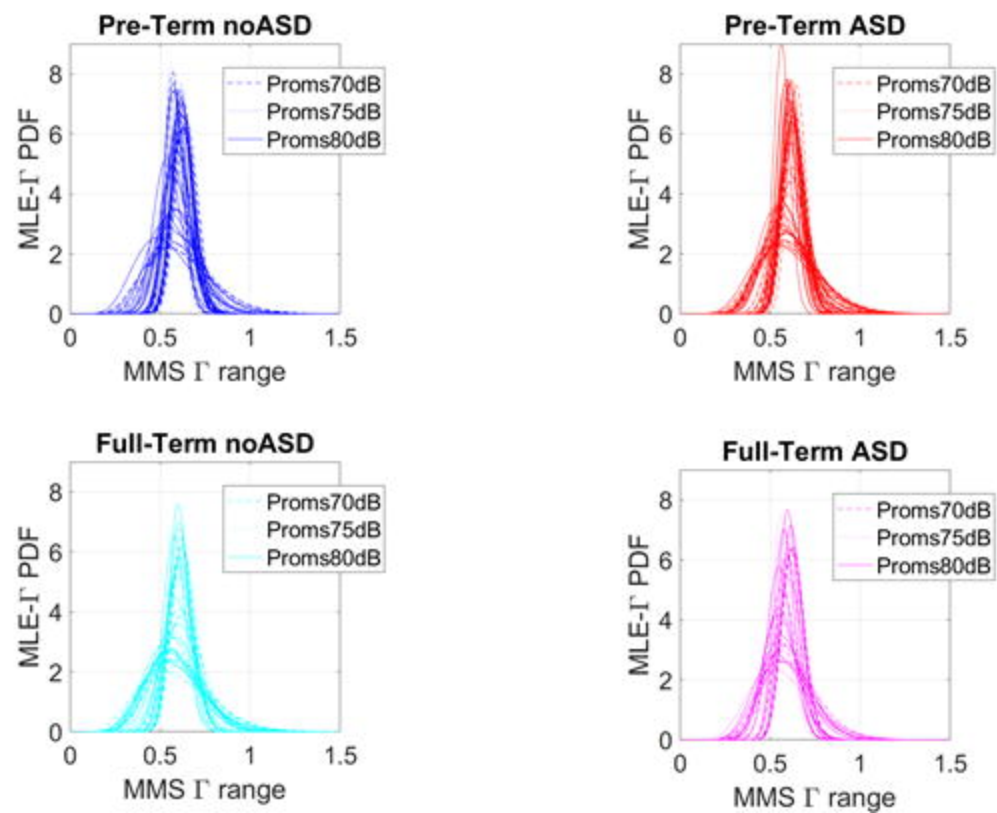 Pre-Term noASD
MLE-Γ PDF
8
6
4
2
0
Proms70dB
Proms75dB
Proms80dB
0 0.5 1 1.5
MMS Γ range
Pre-Term ASD
MLE-Γ PDF
8
6
4
2
0
Proms70dB
Proms75dB
Proms80dB
0 0.5 1 1.5
MMS Γ range
Full-Term noASD
MLE-Γ PDF
8
6
4
2
0
Proms70dB
Proms75dB
Proms80dB
0 0.5 1 1.5
MMS Γ range
Full-Term ASD
MLE-Γ PDF
8
6
4
2
0
Proms70dB
Proms75dB
Proms80dB
0 0.5 1 1.5
MMS Γ range